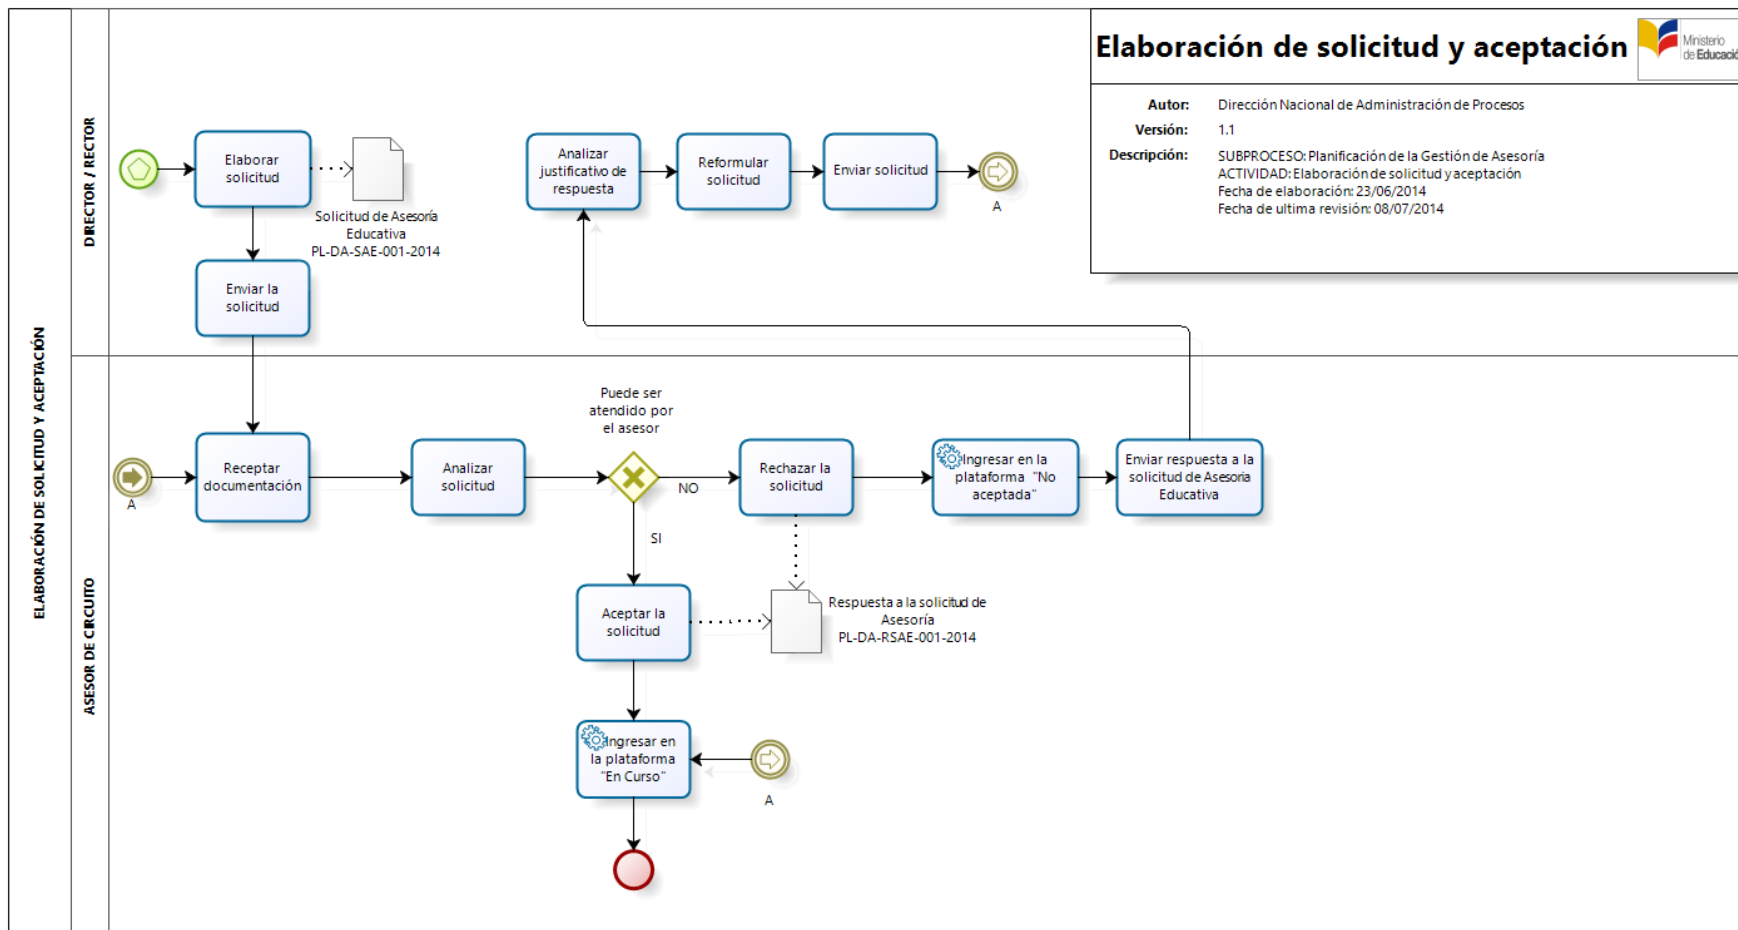 Elaboración de solicitud y aceptación
Ministerio
de Educació
Autor: Dirección Nacional de Administración de Procesos
Versión: 1.1
Descripción: SUBPROCESO: Planificación de la Gestión de Asesoría
ACTIVIDAD: Elaboración de solicitud y aceptación
Fecha de elaboración: 23/06/2014
Fecha de ultima revisión: 08/07/2014
ELABORACIÓN DE SOLICITUD Y ACEPTACIÓN
DIRECTOR / RECTOR
Elaborar
solicitud
Solicitud de Asesoría
Educativa
PL-DA-SAE-001-2014
Enviar la
solicitud
Analizar
justificativo de
respuesta
Reformular
solicitud
Enviar solicitud
A
ASESOR DE CIRCUITO
A
Receptar
documentación
Analizar
solicitud
Puede ser
atendido por
el asesor
NO
SI
Rechazar la
solicitud
Ingresar en la
plataforma "No
aceptada"
Enviar respuesta a la
solicitud de Asesoria
Educativa
Aceptar la
solicitud
Respuesta a la solicitud de
Asesoría
PL-DA-RSAE-001-2014
Ingresar en
la plataforma
"En Curso"
A